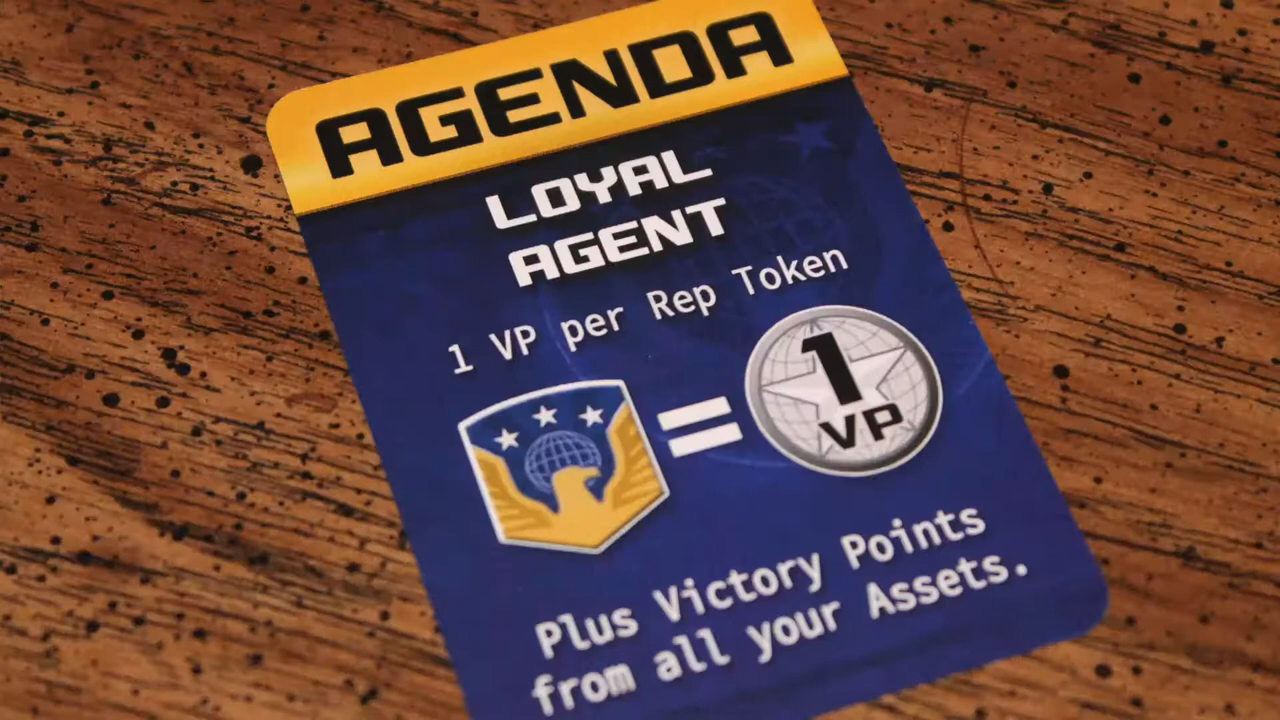 AGENDA
LOYAL
AGENT
1 VP per Rep Token
=
1
VP
Plus Victory Points
from all your Assets.